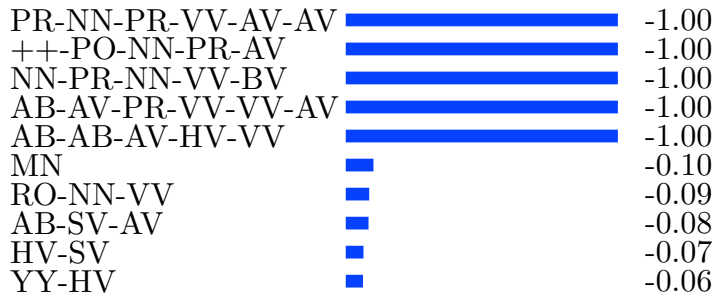 PR-NN-PR-VV-AV-AV -1.00
++-PO-NN-PR-AV -1.00
NN-PR-NN-VV-BV -1.00
AB-AV-PR-VV-VV-AV -1.00
AB-AB-AV-HV-VV -1.00
MN -0.10
RO-NN-VV -0.09
AB-SV-AV -0.08
HV-SV -0.07
YY-HV -0.06